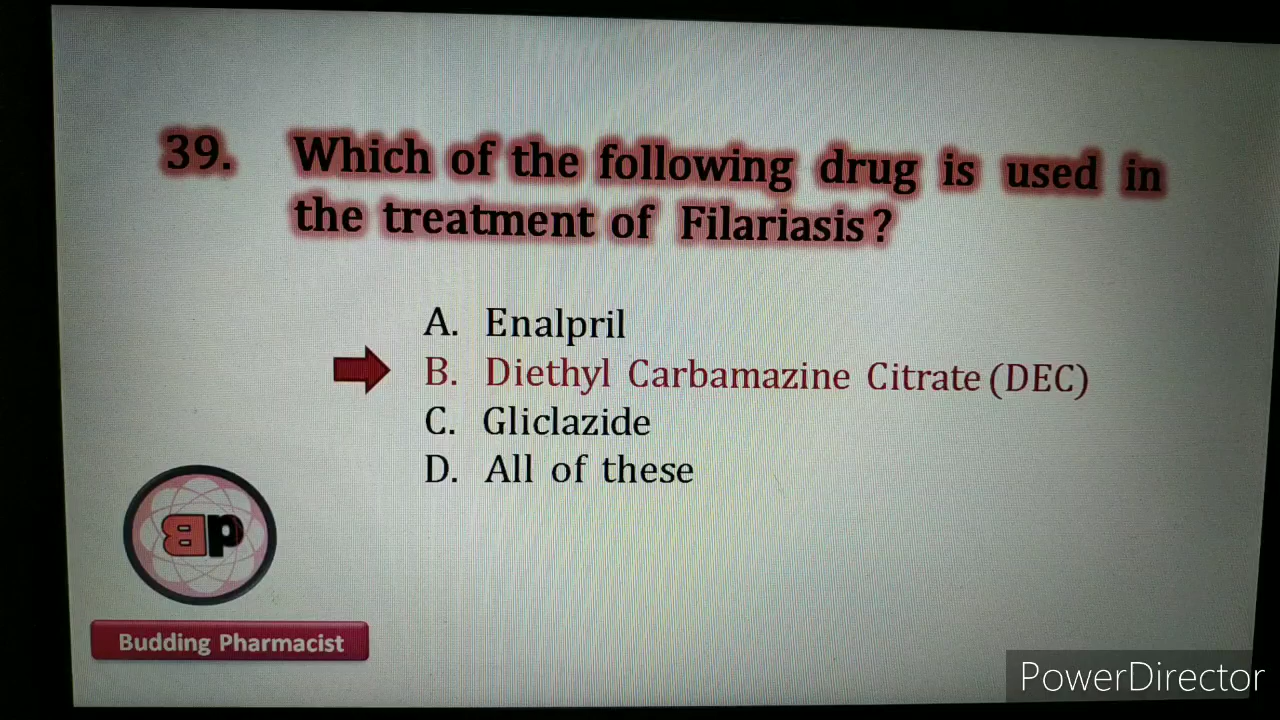 39. Which of the following drug is used in
the treatment of Filariasis?
A. Enalpril
B. Diethyl Carbamazine Citrate (DEC)
C. Gliclazide
D. All of these
BP
Budding Pharmacist
PowerDirector